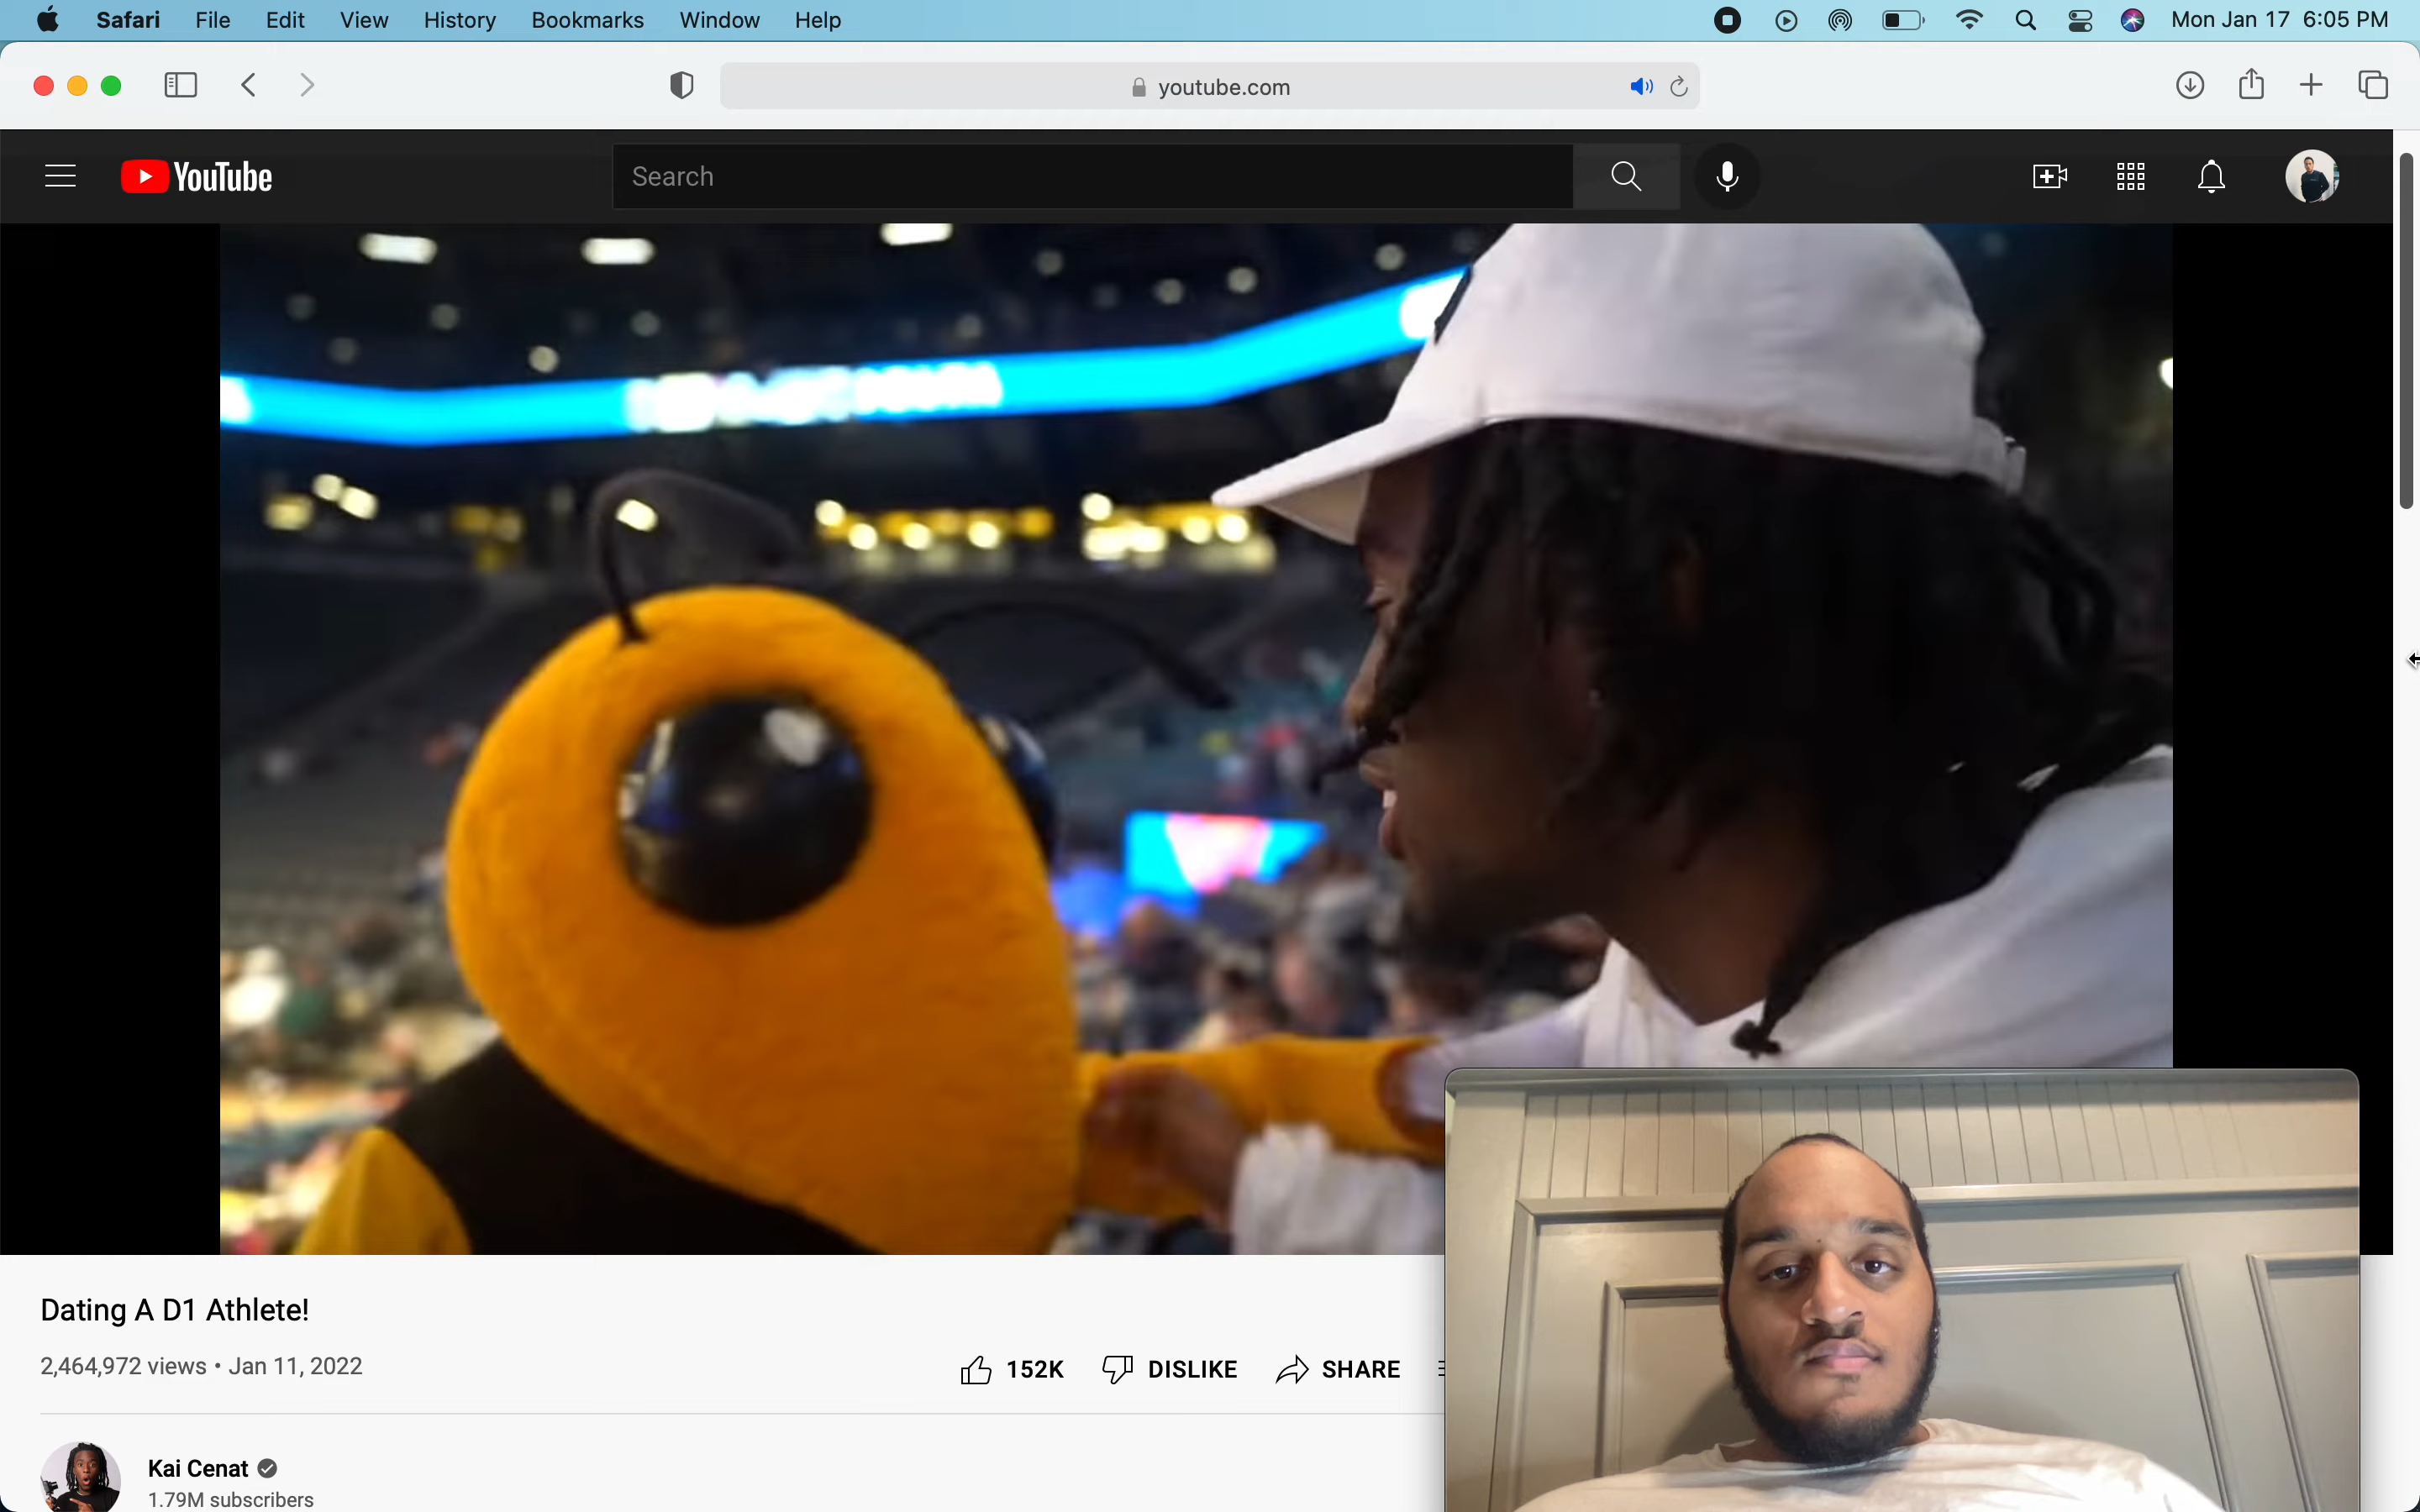 Safari File Edit View History Bookmarks Window Help Mon Jan 17 6:05 PM
youtube.com
YouTube Search
Dating A D1 Athlete!
2,464,972 views • Jan 11, 2022 152K DISLIKE SHARE
Kai Cenat
1.79M subscribers